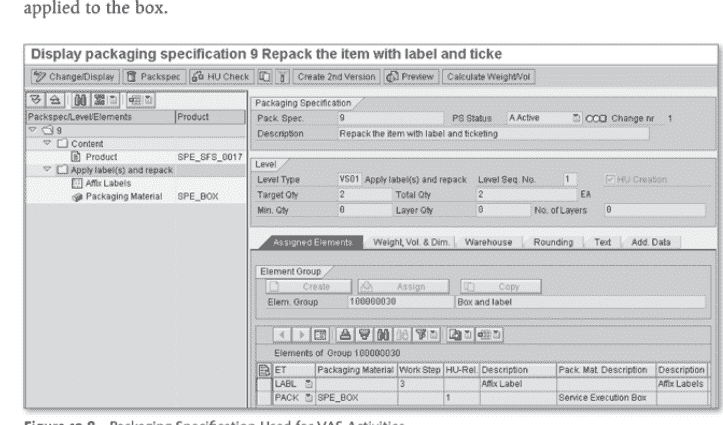 applied to the box.
Display packaging specification 9 Repack the item with label and ticke
Change/Display Packspec HU Check Create 2nd Version Preview Calculate Weight/Vol
Packspec/Level/Elements Product
9
Content
Product SPE_SFS_0017
Apply label(s) and repack
Affix Labels
Packaging Material SPE_BOX
Packaging Specification
Pack. Spec. 9 PS Status A Active Change nr 1
Description Repack the item with label and ticketing
Level
Level Type VS01 Apply label(s) and repack Level Seq. No. 1 HU Creation
Target Qty 2 Total Qty 2 EA
Min. Qty 0 Layer Qty 0 No. of Layers 0
Assigned Elements Weight, Vol. & Dim. Warehouse Rounding Text Add. Data
Element Group
Create Assign Copy
Elem. Group 100000030 Box and label
Elements of Group 100000030
ET Packaging Material Work Step HU-Rel. Description Pack. Mat. Description Description
LABL 3 Affix Label Affix Labels
PACK SPE_BOX 1 Service Execution Box
Packaging Specification Used for VAS Activities